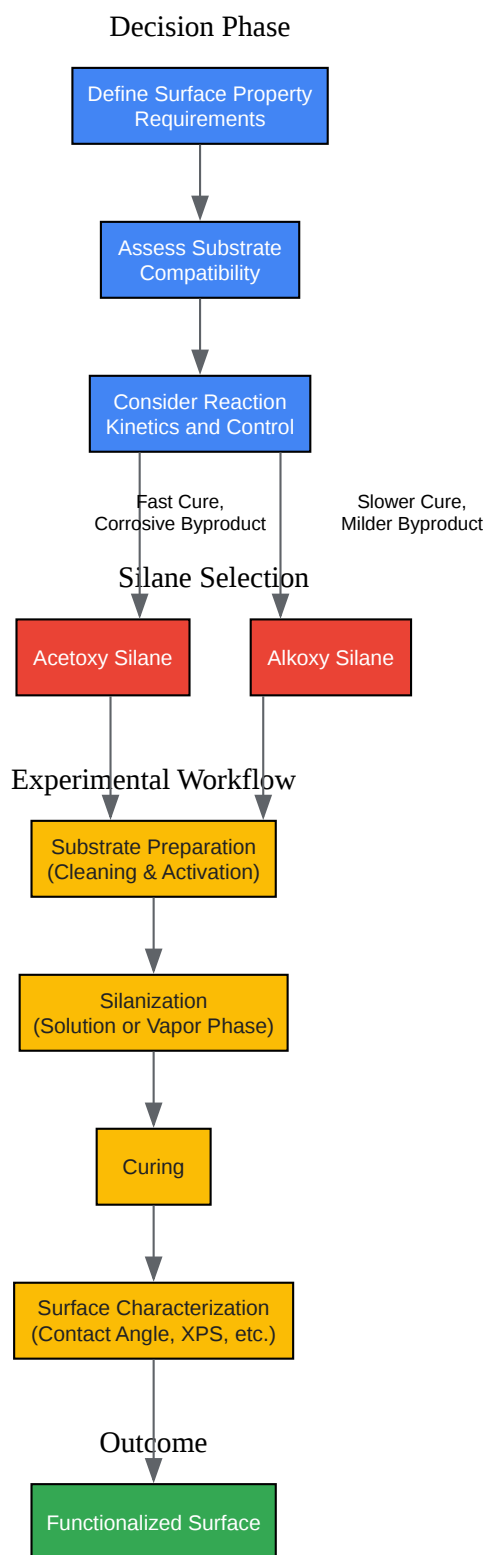 Decision Phase
Define Surface Property
Requirements
Assess Substrate
Compatibility
Consider Reaction
Kinetics and Control
Fast Cure,
Corrosive Byproduct
Slower Cure,
Milder Byproduct
Silane Selection
Acetoxy Silane
Alkoxy Silane
Experimental Workflow
Substrate Preparation
(Cleaning & Activation)
Silanization
(Solution or Vapor Phase)
Curing
Surface Characterization
(Contact Angle, XPS, etc.)
Outcome
Functionalized Surface